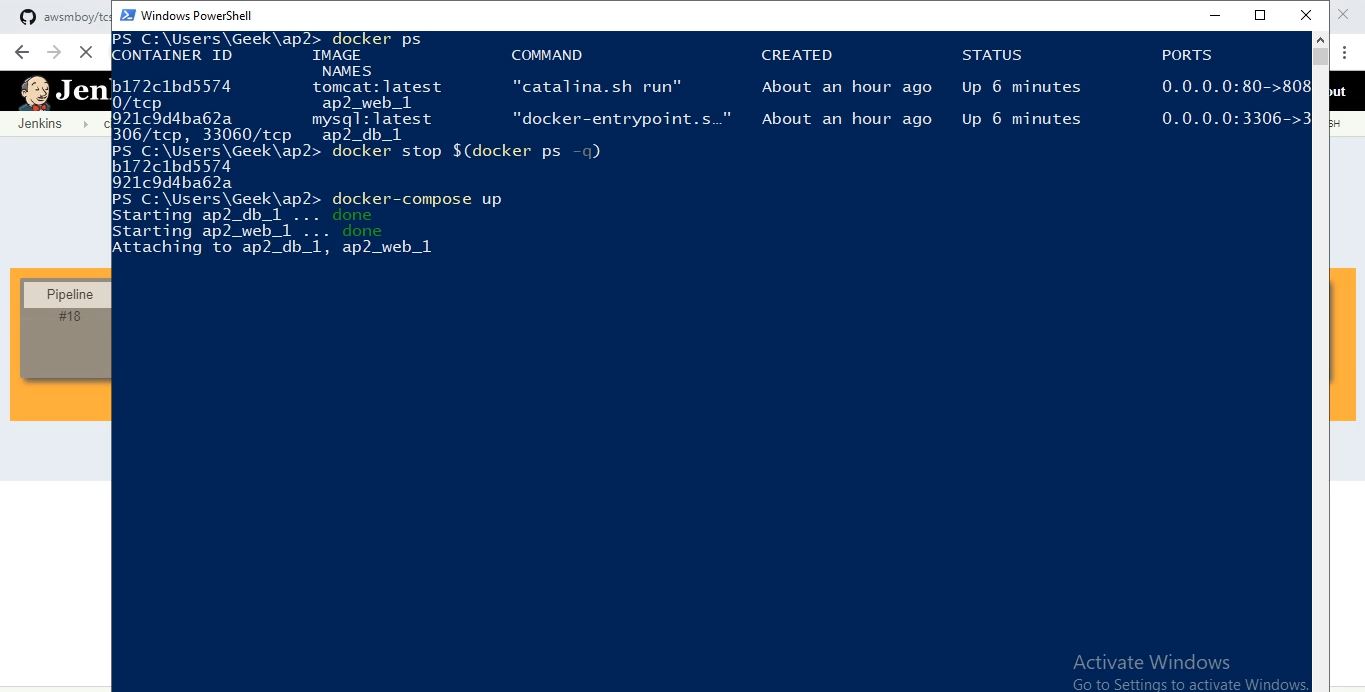 awsmboy/tcs
Windows PowerShell
PS C:\Users\Geek\ap2> docker ps
CONTAINER ID IMAGE COMMAND CREATED STATUS PORTS
NAMES
b172c1bd5574 tomcat:latest "catalina.sh run" About an hour ago Up 6 minutes 0.0.0.0:80->808
0/tcp ap2_web_1
921c9d4ba62a mysql:latest "docker-entrypoint.s…" About an hour ago Up 6 minutes 0.0.0.0:3306->3
306/tcp, 33060/tcp ap2_db_1
PS C:\Users\Geek\ap2> docker stop $(docker ps -q)
b172c1bd5574
921c9d4ba62a
PS C:\Users\Geek\ap2> docker-compose up
Starting ap2_db_1 ... done
Starting ap2_web_1 ... done
Attaching to ap2_db_1, ap2_web_1
Jen
out
Jenkins
c
SH
Pipeline
#18
Activate Windows
Go to Settings to activate Windows.